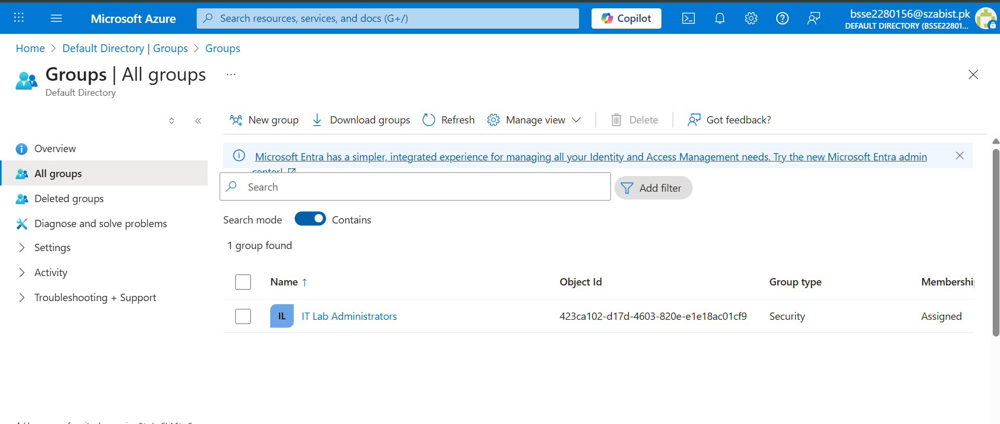 Microsoft Azure
Search resources, services, and docs (G+/)
Copilot
bsse2280156@szabist.pk
DEFAULT DIRECTORY (BSSE22801...
Home > Default Directory | Groups > Groups
Groups | All groups ...
Default Directory
New group
Download groups
Refresh
Manage view
Delete
Got feedback?
Overview
All groups
Deleted groups
Diagnose and solve problems
Settings
Activity
Troubleshooting + Support
Microsoft Entra has a simpler, integrated experience for managing all your Identity and Access Management needs. Try the new Microsoft Entra admin
center!
Search
Add filter
Search mode
Contains
1 group found
Name ↑ Object Id Group type Membershi
IL IT Lab Administrators 423ca102-d17d-4603-820e-e1e18ac01cf9 Security Assigned